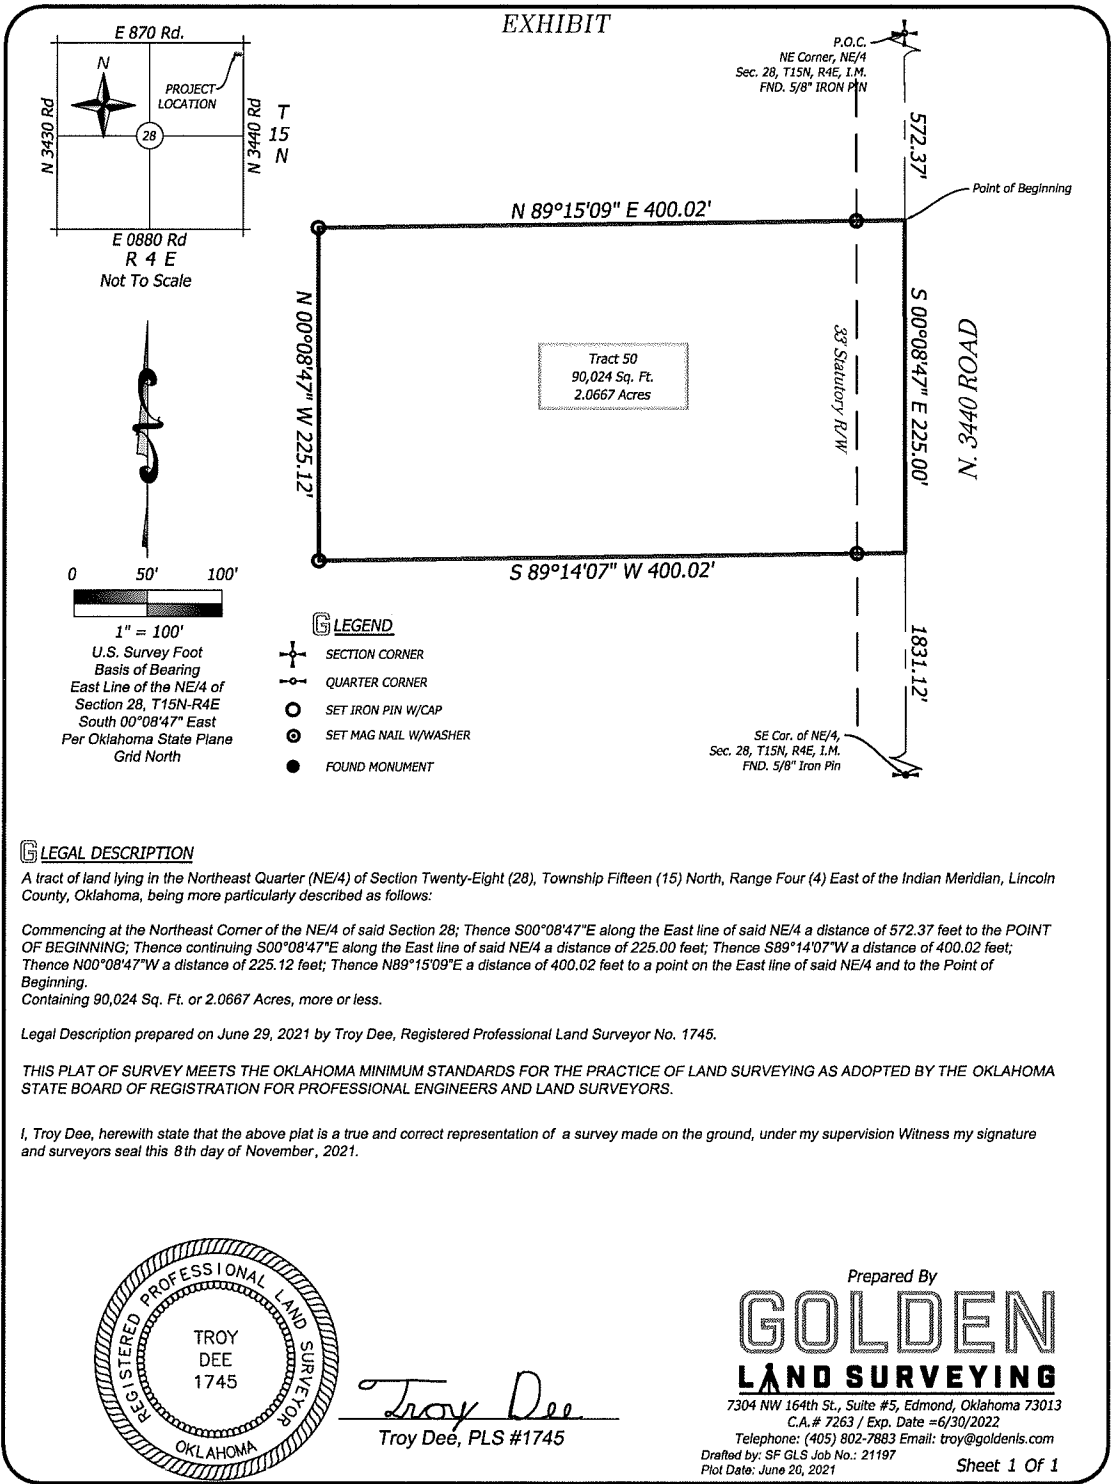 EXHIBIT
E 870 Rd.
N
PROJECT
LOCATION
N 3430 Rd
28
N 3440 Rd
T
15
N
E 0880 Rd
R 4 E
Not To Scale
P.O.C.
NE Corner, NE/4
Sec. 28, T15N, R4E, I.M.
FND. 5/8" IRON PIN
572.37'
Point of Beginning
N 89°15'09" E 400.02'
N 00°08'47" W 225.12'
Tract 50
90,024 Sq. Ft.
2.0667 Acres
33' Statutory R/W
S 00°08'47" E 225.00'
N. 3440 ROAD
S 89°14'07" W 400.02'
1831.12'
SE Cor. of NE/4,
Sec. 28, T15N, R4E, I.M.
FND. 5/8" Iron Pin
0 50' 100'
1" = 100'
U.S. Survey Foot
Basis of Bearing
East Line of the NE/4 of
Section 28, T15N-R4E
South 00°08'47" East
Per Oklahoma State Plane
Grid North
G LEGEND
SECTION CORNER
QUARTER CORNER
SET IRON PIN W/CAP
SET MAG NAIL W/WASHER
FOUND MONUMENT
G LEGAL DESCRIPTION
A tract of land lying in the Northeast Quarter (NE/4) of Section Twenty-Eight (28), Township Fifteen (15) North, Range Four (4) East of the Indian Meridian, Lincoln
County, Oklahoma, being more particularly described as follows:
Commencing at the Northeast Corner of the NE/4 of said Section 28; Thence S00°08'47"E along the East line of said NE/4 a distance of 572.37 feet to the POINT
OF BEGINNING; Thence continuing S00°08'47"E along the East line of said NE/4 a distance of 225.00 feet; Thence S89°14'07"W a distance of 400.02 feet;
Thence N00°08'47"W a distance of 225.12 feet; Thence N89°15'09"E a distance of 400.02 feet to a point on the East line of said NE/4 and to the Point of
Beginning.
Containing 90,024 Sq. Ft. or 2.0667 Acres, more or less.
Legal Description prepared on June 29, 2021 by Troy Dee, Registered Professional Land Surveyor No. 1745.
THIS PLAT OF SURVEY MEETS THE OKLAHOMA MINIMUM STANDARDS FOR THE PRACTICE OF LAND SURVEYING AS ADOPTED BY THE OKLAHOMA
STATE BOARD OF REGISTRATION FOR PROFESSIONAL ENGINEERS AND LAND SURVEYORS.
I, Troy Dee, herewith state that the above plat is a true and correct representation of a survey made on the ground, under my supervision Witness my signature
and surveyors seal this 8th day of November, 2021.
REGISTERED PROFESSIONAL LAND SURVEYOR
TROY
DEE
1745
OKLAHOMA
Troy Dee
Troy Dee, PLS #1745
Prepared By
GOLDEN
LAND SURVEYING
7304 NW 164th St., Suite #5, Edmond, Oklahoma 73013
C.A.# 7263 / Exp. Date =6/30/2022
Telephone: (405) 802-7883 Email: troy@goldenls.com
Drafted by: SF GLS Job No.: 21197
Plot Date: June 26, 2021
Sheet 1 Of 1